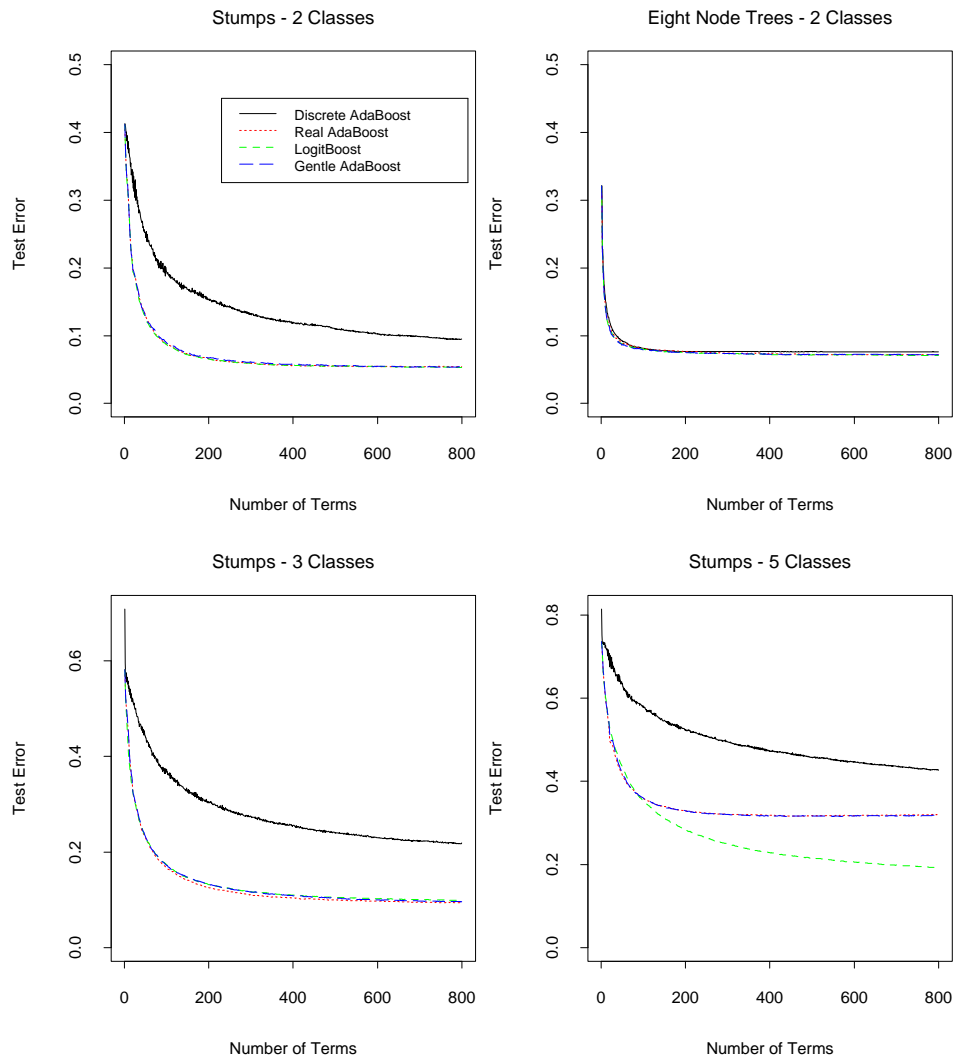 Stumps - 2 Classes
Test Error
0.5
0.4
0.3
0.2
0.1
0.0
Discrete AdaBoost
Real AdaBoost
LogitBoost
Gentle AdaBoost
0 200 400 600 800
Number of Terms
Eight Node Trees - 2 Classes
Test Error
0.5
0.4
0.3
0.2
0.1
0.0
0 200 400 600 800
Number of Terms
Stumps - 3 Classes
Test Error
0.6
0.4
0.2
0.0
0 200 400 600 800
Number of Terms
Stumps - 5 Classes
Test Error
0.8
0.6
0.4
0.2
0.0
0 200 400 600 800
Number of Terms